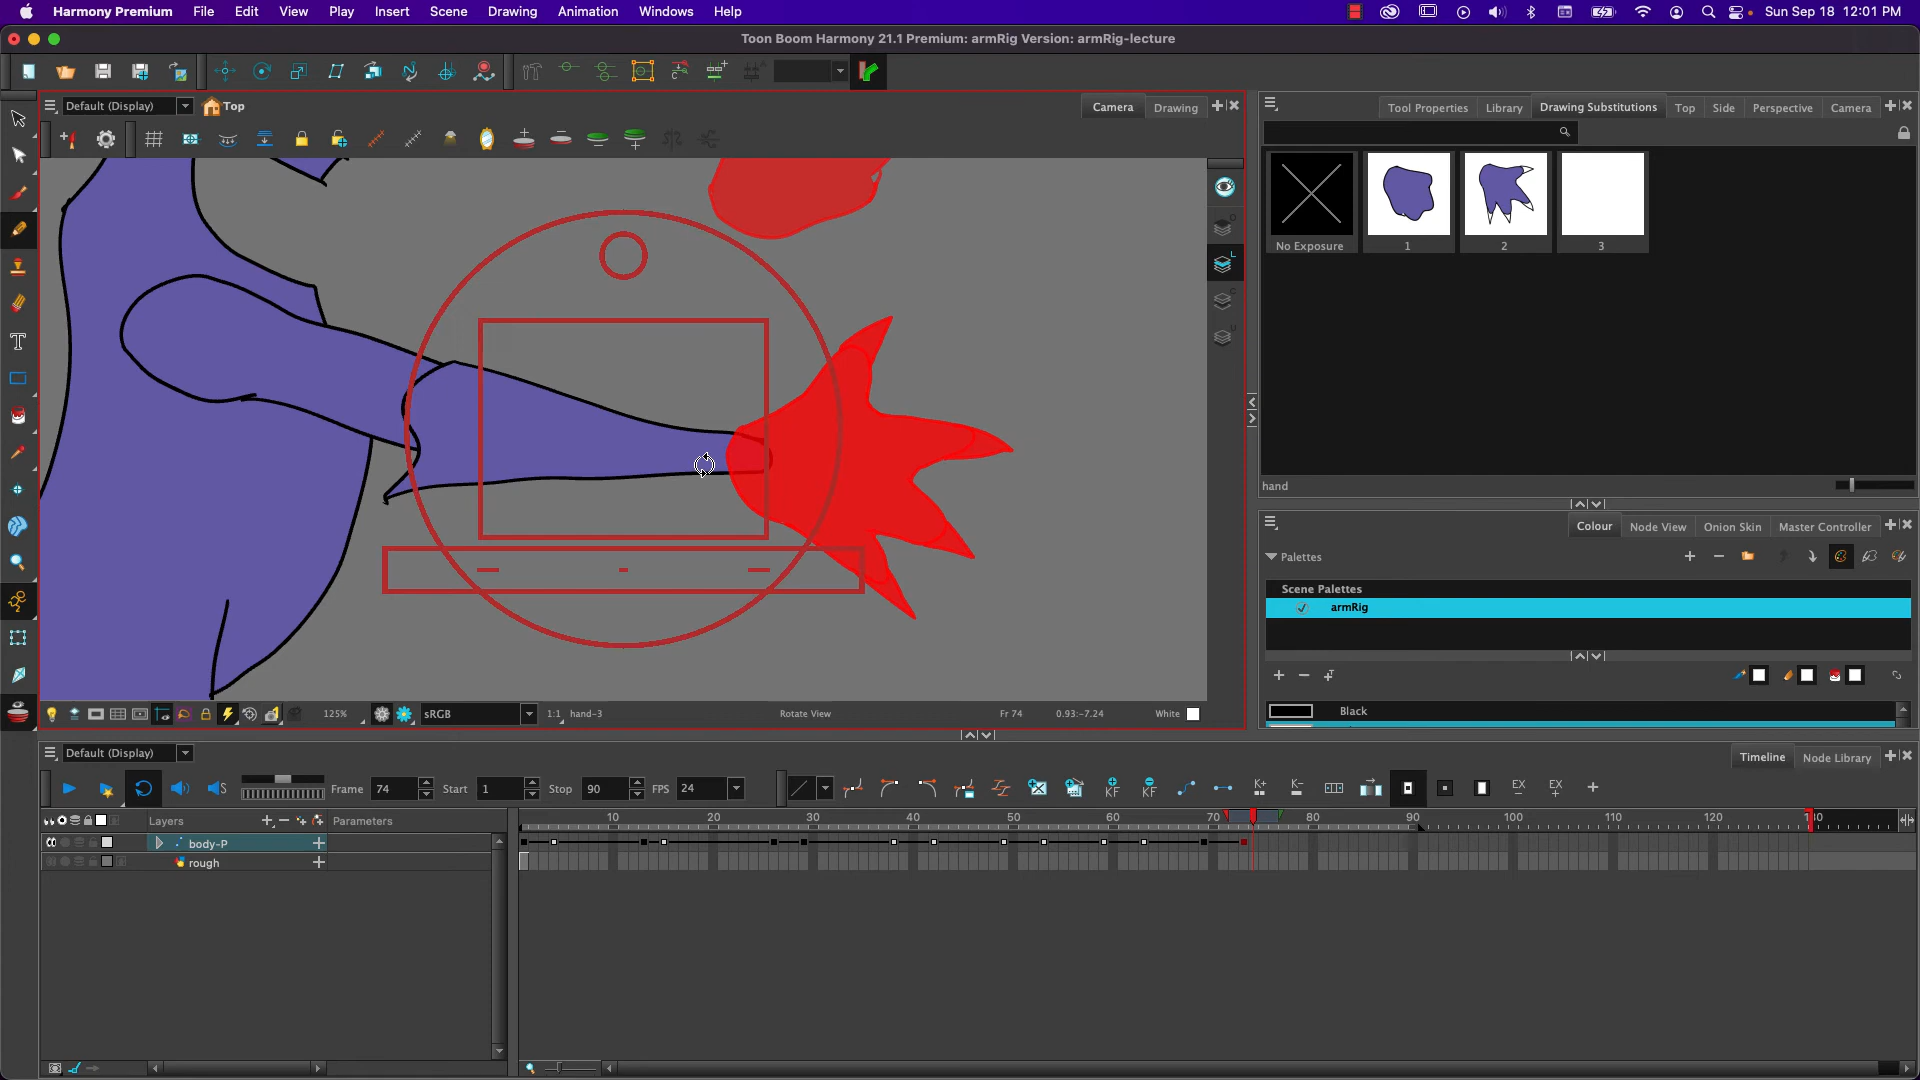 Harmony Premium File Edit View Play Insert Scene Drawing Animation Windows Help Sun Sep 18 12:01 PM
Toon Boom Harmony 21.1 Premium: armRig Version: armRig-lecture
Default (Display) Top Camera Drawing
Tool Properties Library Drawing Substitutions Top Side Perspective Camera
No Exposure 1 2 3
hand
Colour Node View Onion Skin Master Controller
Palettes
Scene Palettes
armRig
Black
125% sRGB 1:1 hand-3 Rotate View Fr 74 0.93:-7.24 White
Default (Display) Timeline Node Library
Frame 74 Start 1 Stop 90 FPS 24 KF KF K+ K- EX EX
Layers Parameters 10 20 30 40 50 60 70 80 90 100 110 120
body-P
rough